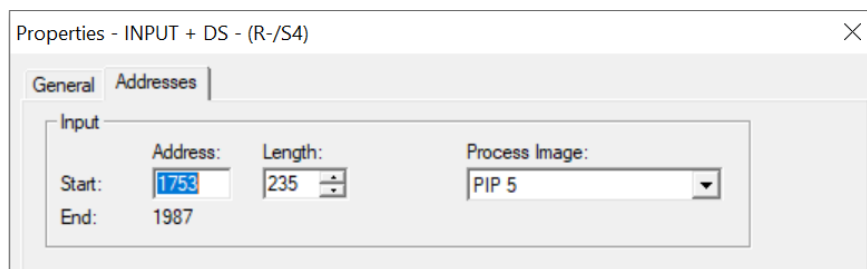 Properties - INPUT + DS - (R-/S4)
General Addresses
Input
Address: Length: Process Image:
Start: 1753 235 PIP 5
End: 1987